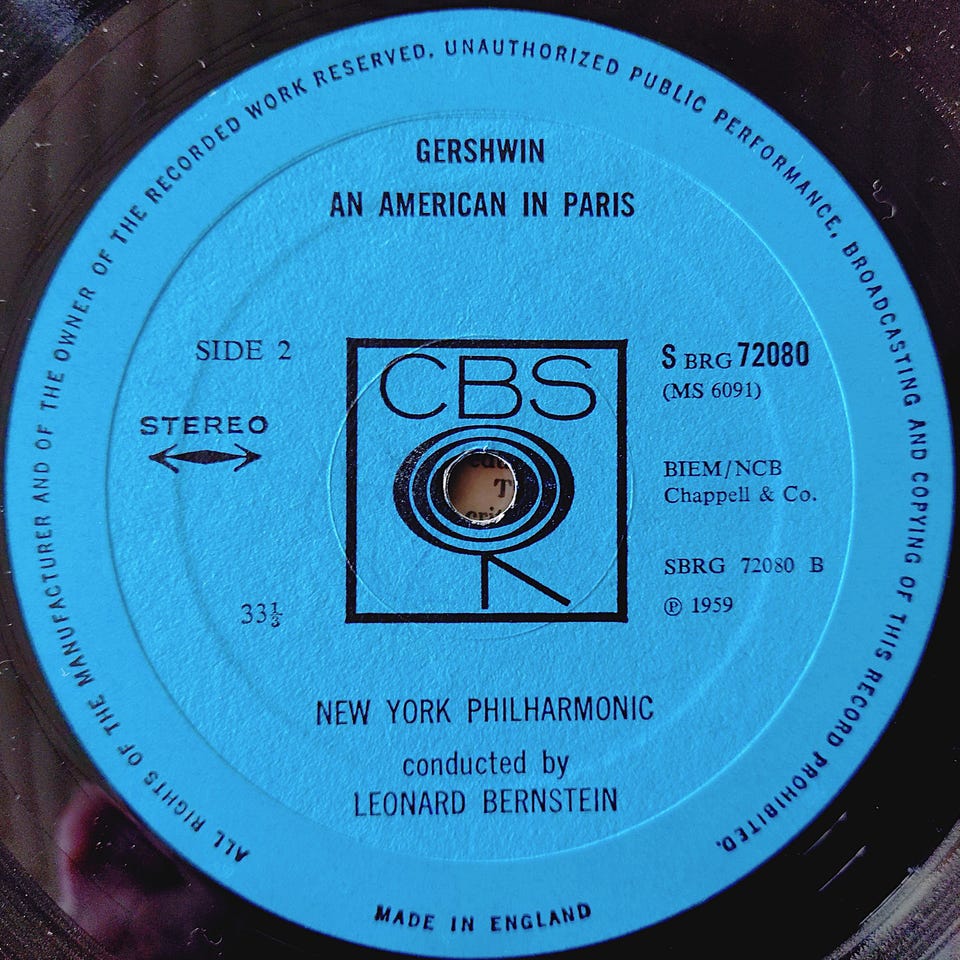 ALL RIGHTS OF THE MANUFACTURER AND OF THE OWNER OF THE RECORDED WORK RESERVED. UNAUTHORIZED PUBLIC PERFORMANCE, BROADCASTING AND COPYING OF THIS RECORD PROHIBITED.
GERSHWIN
AN AMERICAN IN PARIS
SIDE 2
STEREO
33⅓
CBS
S BRG 72080
(MS 6091)
BIEM/NCB
Chappell & Co.
SBRG 72080 B
℗ 1959
NEW YORK PHILHARMONIC
conducted by
LEONARD BERNSTEIN
MADE IN ENGLAND